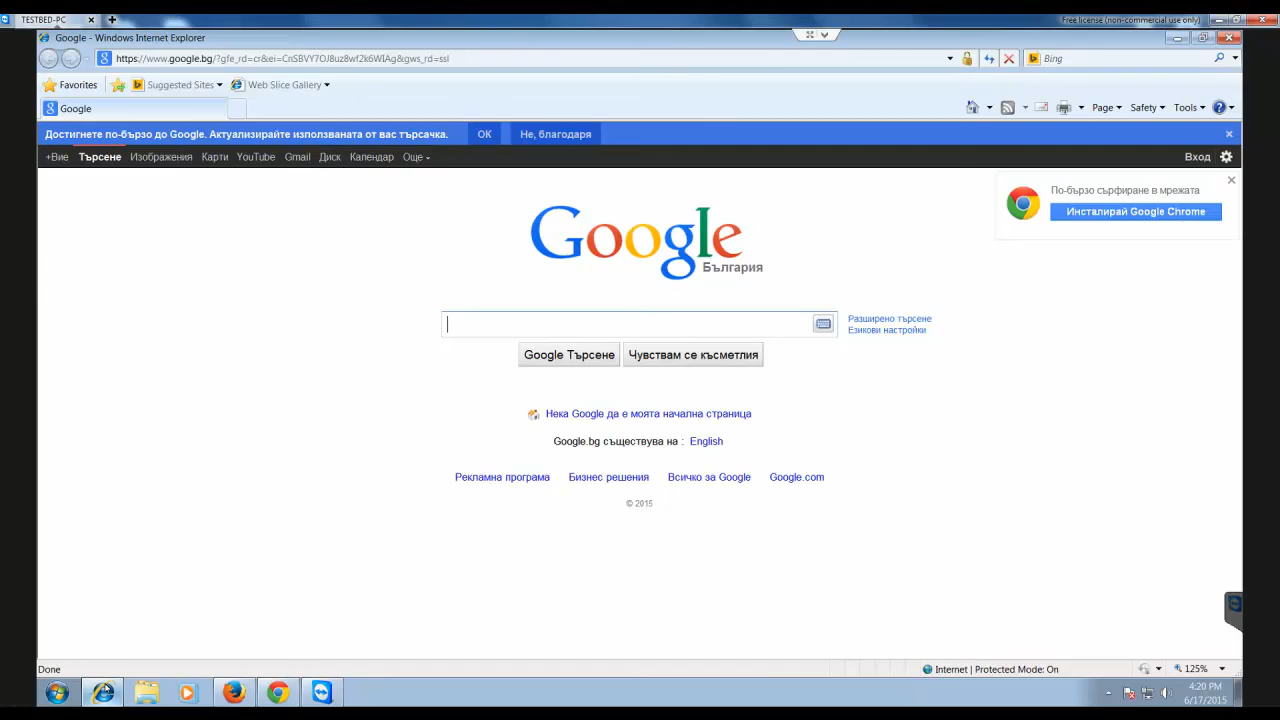 TESTBED-PC
Free license (non-commercial use only)
Google - Windows Internet Explorer
https://www.google.bg/?gfe_rd=cr&ei=CnSBVY7OJ8uz8wf2k6WIAg&gws_rd=ssl
Bing
Favorites Suggested Sites Web Slice Gallery
Google
Page Safety Tools
Достигнете по-бързо до Google. Актуализирайте използваната от вас търсачка. ОК Не, благодаря
+Вие Търсене Изображения Карти YouTube Gmail Диск Календар Още Вход
По-бързо сърфиране в мрежата
Инсталирай Google Chrome
Google
България
Разширено търсене
Езикови настройки
Google Търсене Чувствам се късметлия
Нека Google да е моята начална страница
Google.bg съществува на : English
Рекламна програма Бизнес решения Всичко за Google Google.com
© 2015
Done Internet | Protected Mode: On 125%
4:20 PM
6/17/2015